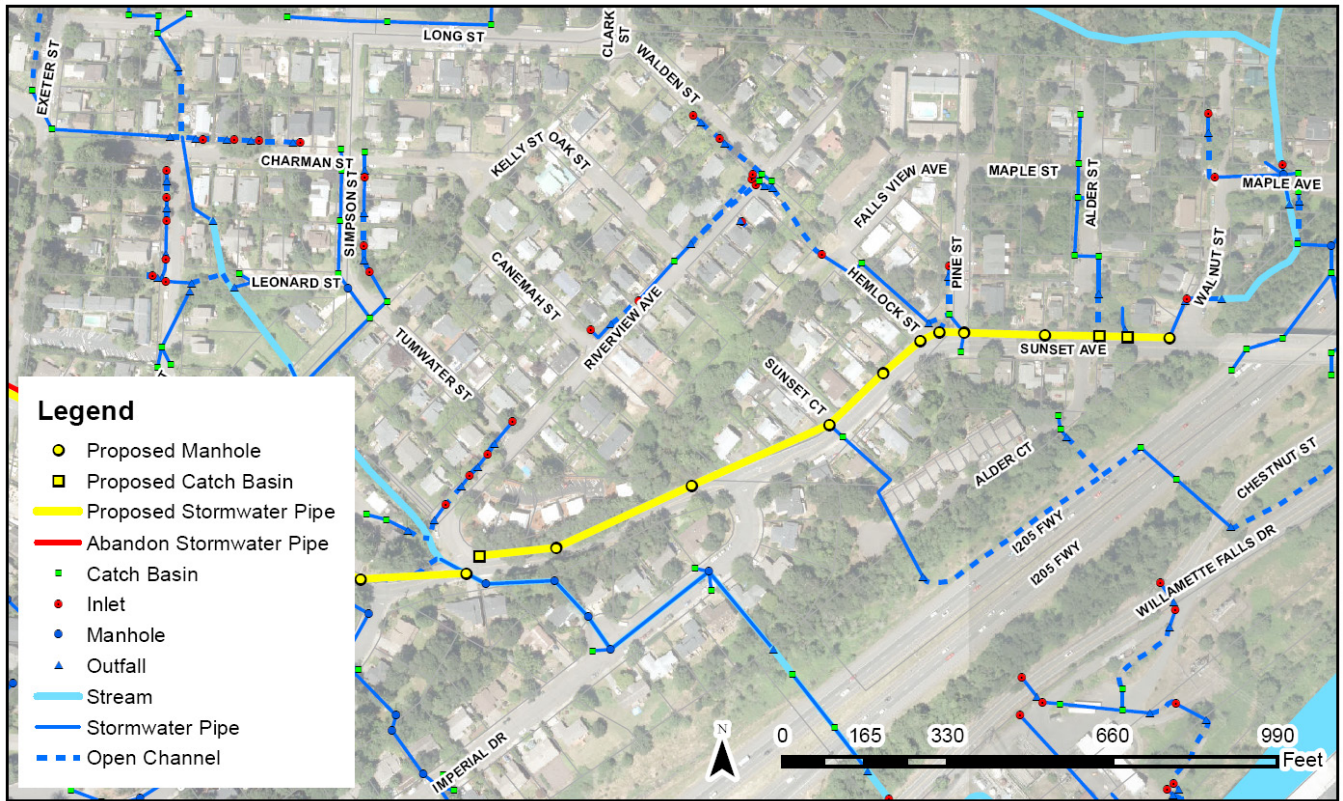 LONG ST
CLARK
ST
EXETER ST
WALDEN ST
CHARMAN ST
KELLY ST
OAK ST
SIMPSON ST
FALLS VIEW AVE
MAPLE ST
ALDER ST
MAPLE AVE
LEONARD ST
CANEMAH ST
RIVERVIEW AVE
HEMLOCK ST
PINE ST
WALNUT ST
TUMWATER ST
SUNSET AVE
SUNSET CT
ALDER CT
CHESTNUT ST
I205 FWY
I205 FWY
WILLAMETTE FALLS DR
IMPERIAL DR
T
Legend
Proposed Manhole
Proposed Catch Basin
Proposed Stormwater Pipe
Abandon Stormwater Pipe
Catch Basin
Inlet
Manhole
Outfall
Stream
Stormwater Pipe
Open Channel
N
0 165 330 660 990
Feet